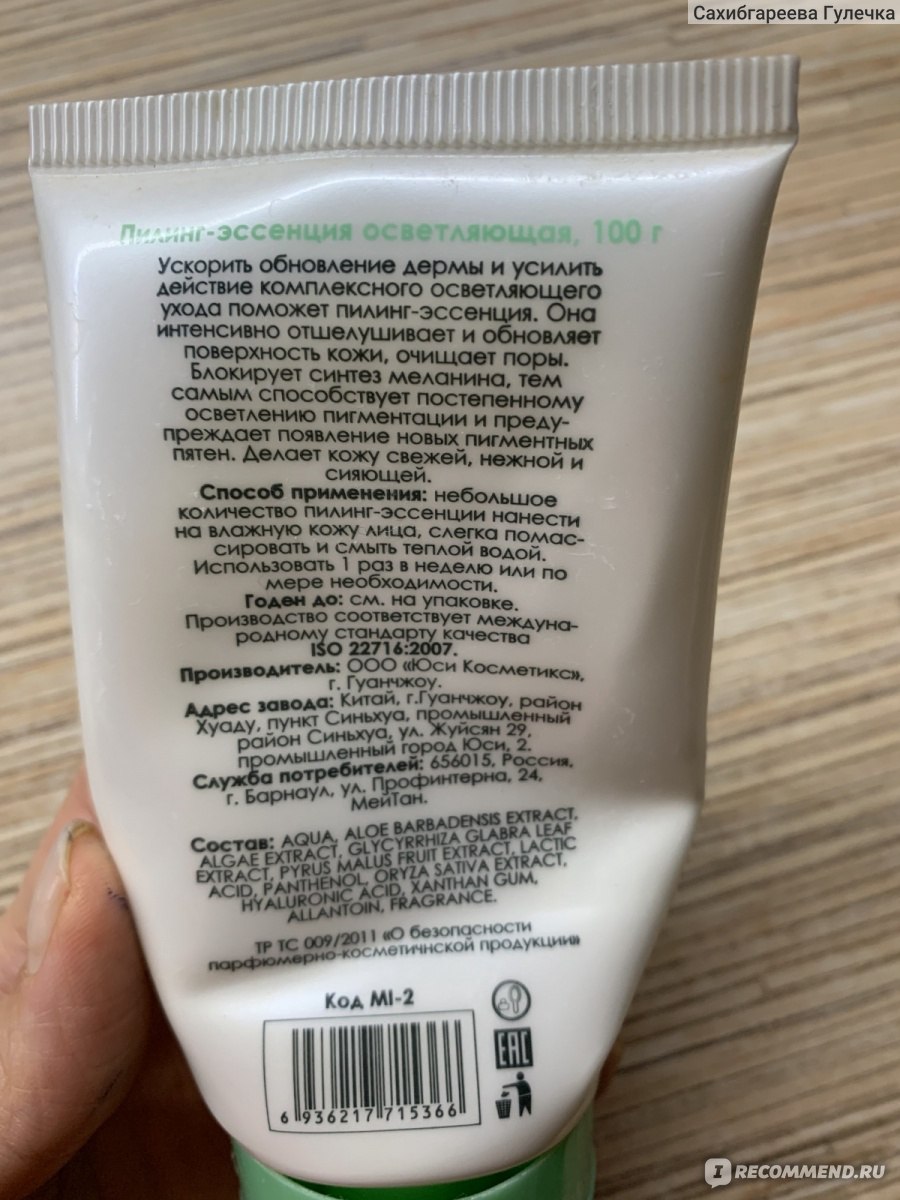 Сахибгареева Гулечка
Пилинг-эссенция осветляющая, 100 г
Ускорить обновление дермы и усилить
действие комплексного осветляющего
ухода поможет пилинг-эссенция. Она
интенсивно отшелушивает и обновляет
поверхность кожи, очищает поры.
Блокирует синтез меланина, тем
самым способствует постепенному
осветлению пигментации и преду-
преждает появление новых пигментных
пятен. Делает кожу свежей, нежной и
сияющей.
Способ применения: небольшое
количество пилинг-эссенции нанести
на влажную кожу лица, слегка помас-
сировать и смыть теплой водой.
Использовать 1 раз в неделю или по
мере необходимости.
Годен до: см. на упаковке.
Производство соответствует междуна-
родному стандарту качества
ISO 22716:2007.
Производитель: ООО «Юси Косметикс»,
г. Гуанчжоу.
Адрес завода: Китай, г.Гуанчжоу, район
Хуаду, пункт Синьхуа, промышленный
район Синьхуа, ул. Жуйсян 29,
промышленный город Юси, 2.
Служба потребителей: 656015, Россия,
г. Барнаул, ул. Профинтерна, 24,
МейТан.
Состав: AQUA, ALOE BARBADENSIS EXTRACT,
ALGAE EXTRACT, GLYCYRRHIZA GLABRA LEAF
EXTRACT, PYRUS MALUS FRUIT EXTRACT, LACTIC
ACID, PANTHENOL, ORYZA SATIVA EXTRACT,
HYALURONIC ACID, XANTHAN GUM,
ALLANTOIN, FRAGRANCE.
ТР ТС 009/2011 «О безопасности
парфюмерно-косметичнской продукции»
Код MI-2
EAC
6 936217 715366
I RECOMMEND.RU